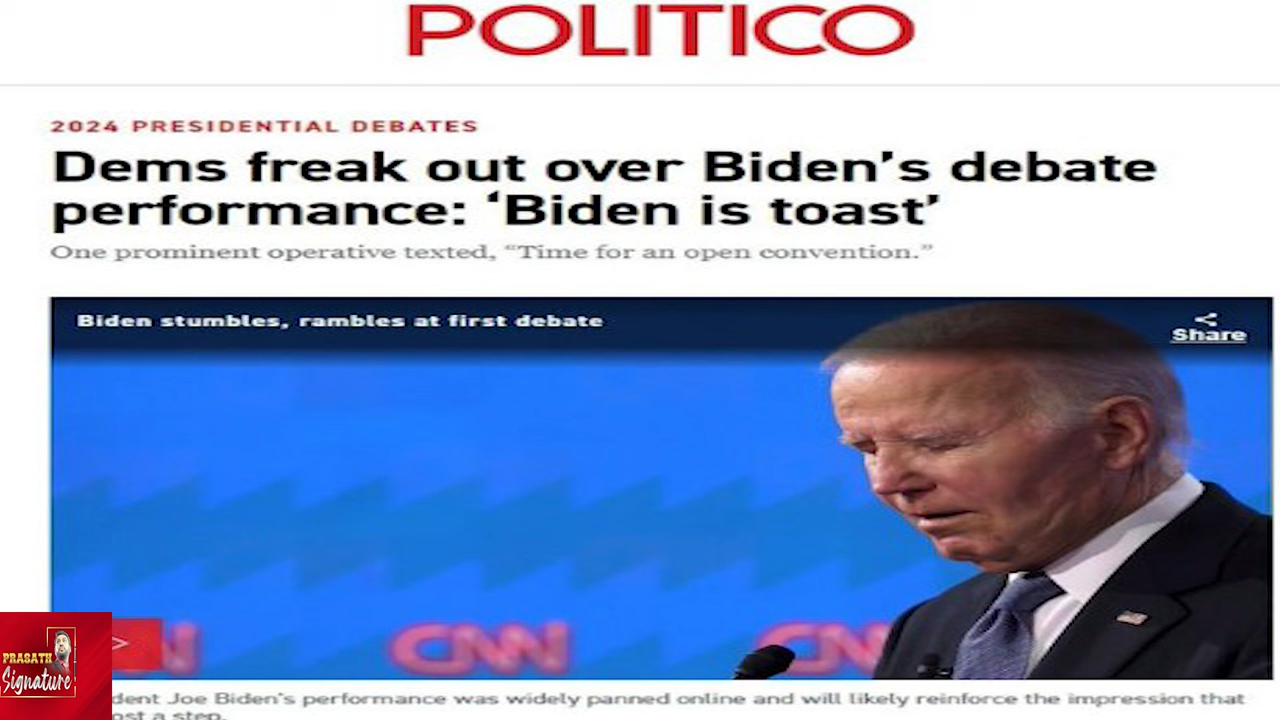 POLITICO
2024 PRESIDENTIAL DEBATES
Dems freak out over Biden's debate
performance: 'Biden is toast'
One prominent operative texted, “Time for an open convention.”
Biden stumbles, rambles at first debate
Share
CNN
CNN
PRASATH
Signature
dent Joe Biden's performance was widely panned online and will likely reinforce the impression that
ost a step.